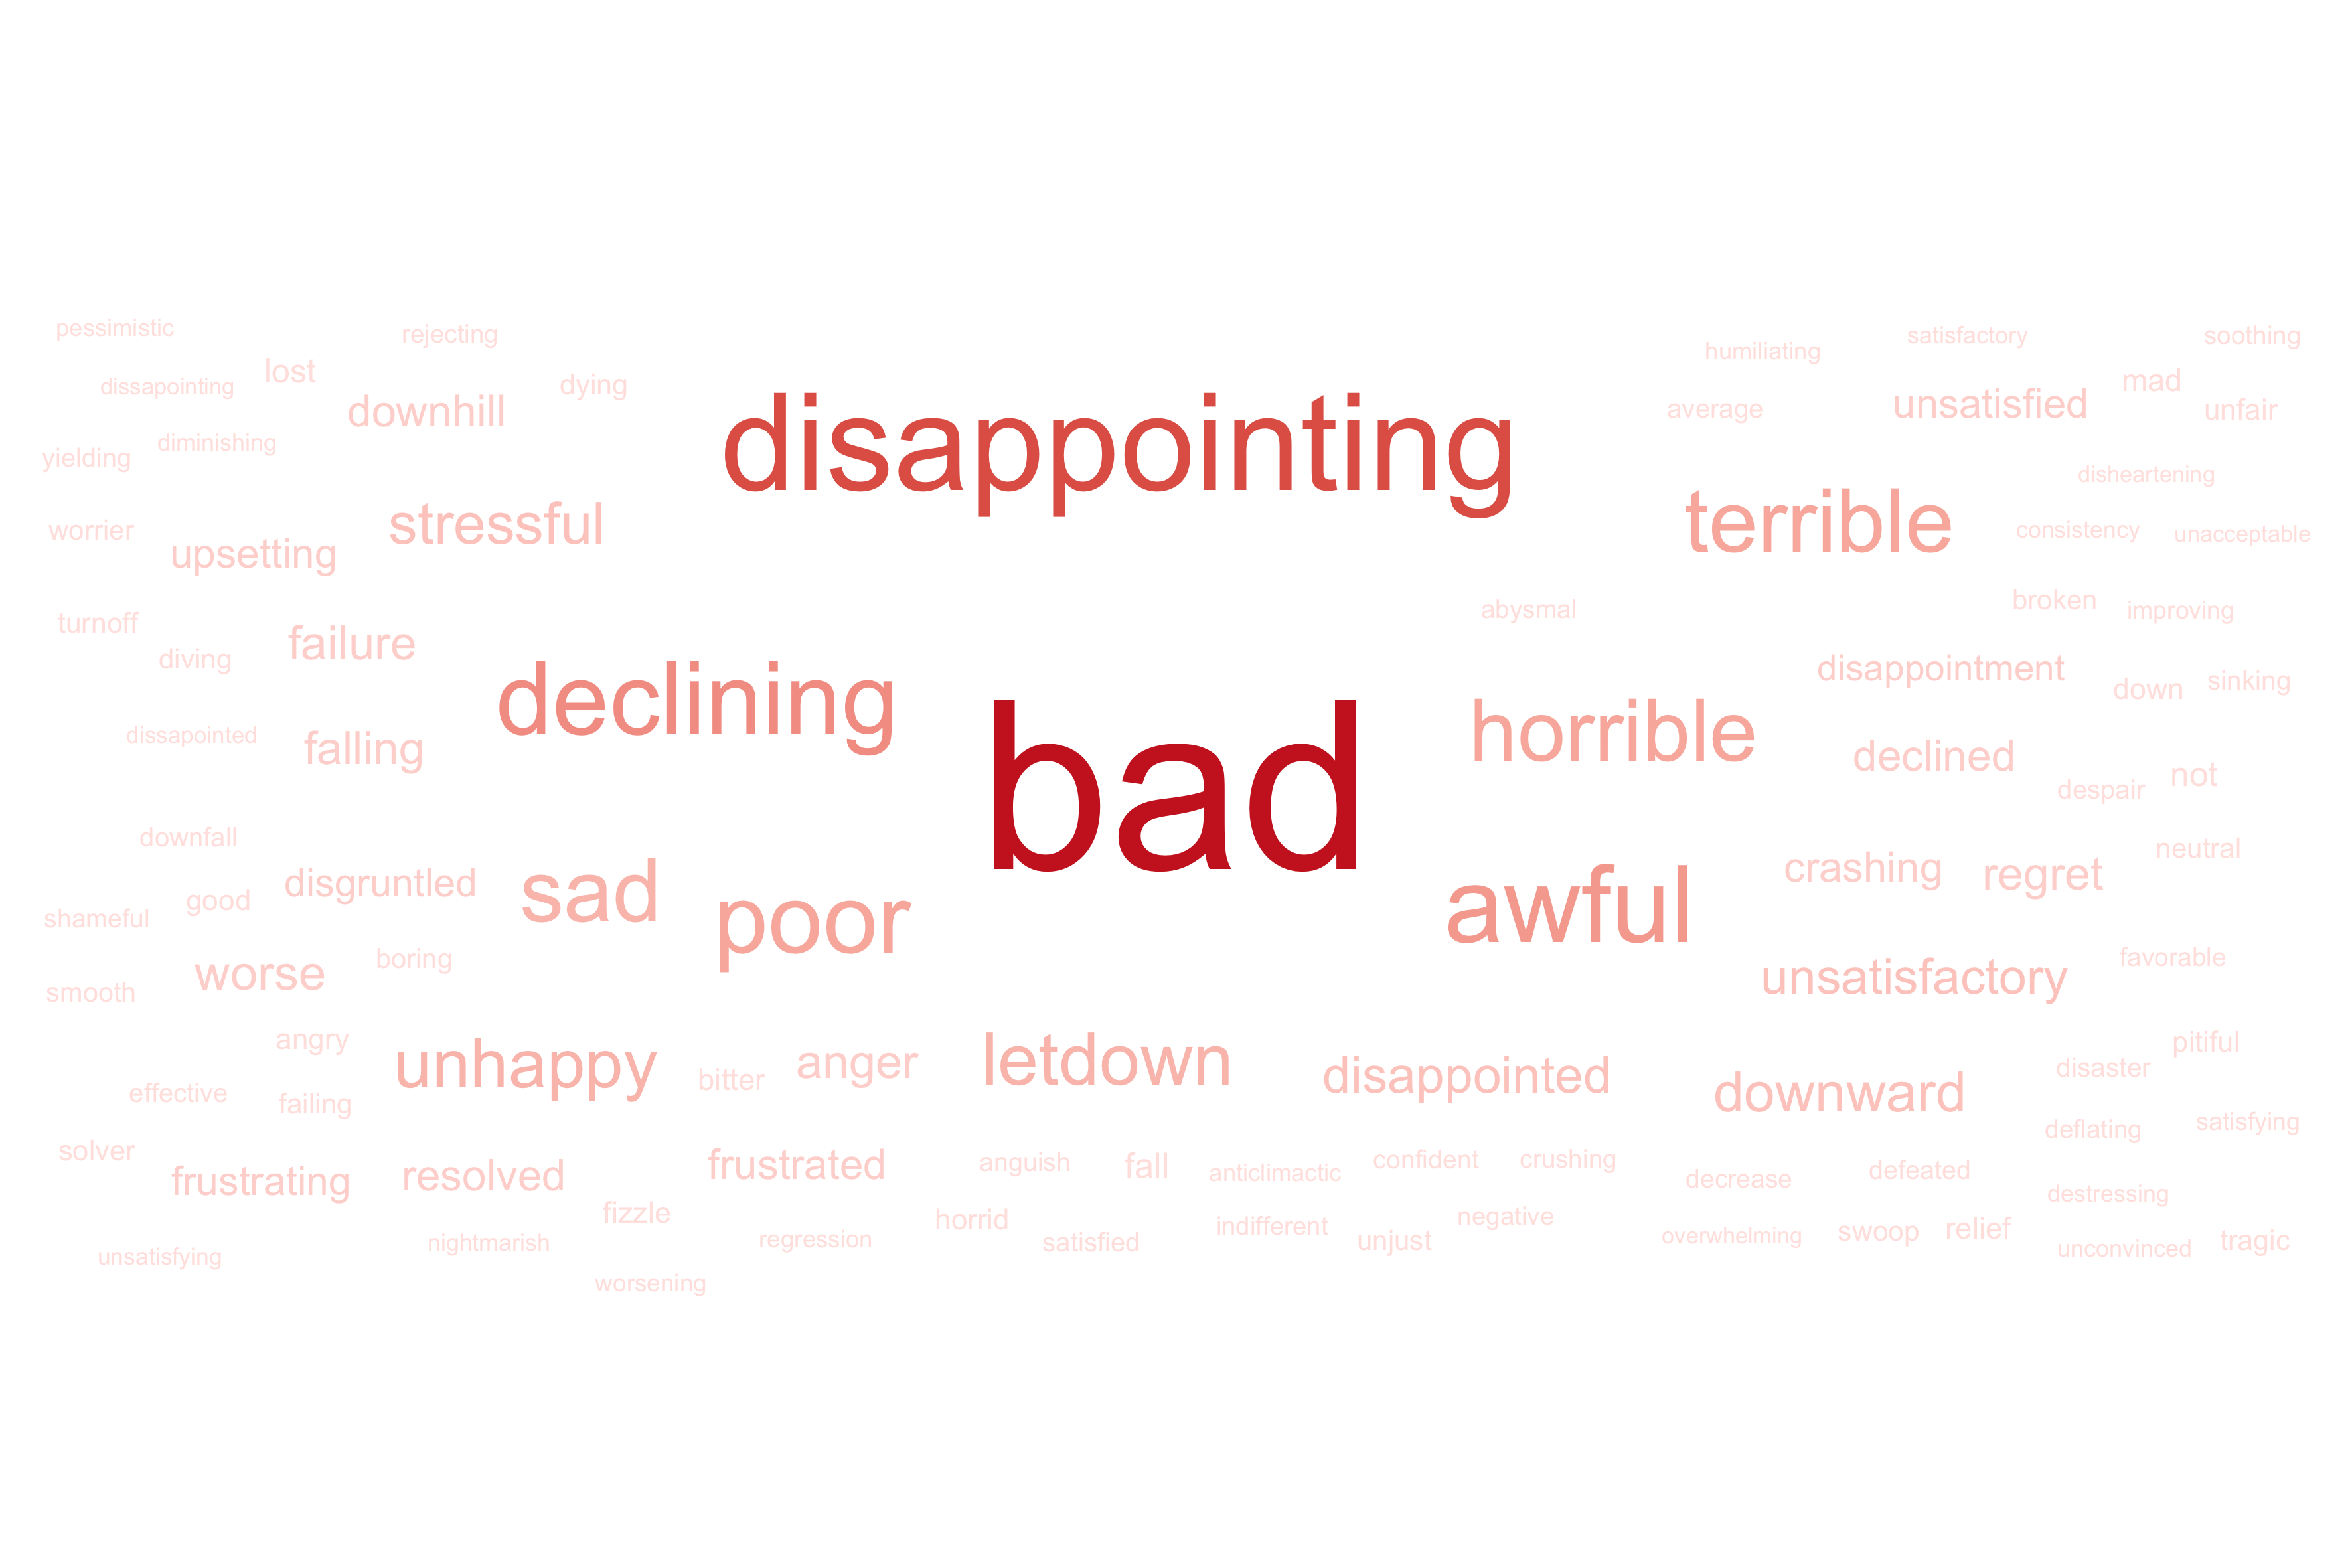 pessimistic
rejecting
satisfactory
soothing
humiliating
lost
mad
dissapointing
dying
downhill
disappointing
average
unsatisfied
unfair
diminishing
yielding
disheartening
worrier
stressful
terrible
consistency
unacceptable
upsetting
abysmal
broken
improving
turnoff
failure
diving
disappointment
down
sinking
declining
dissapointed
falling
bad
horrible
declined
despair
not
downfall
neutral
disgruntled
good
sad
crashing
regret
shameful
poor
awful
boring
favorable
smooth
worse
unsatisfactory
angry
pitiful
unhappy
anger
letdown
disappointed
disaster
effective
failing
bitter
downward
deflating
satisfying
solver
frustrating
resolved
frustrated
anguish
fall
anticlimactic
confident
crushing
decrease
defeated
destressing
fizzle
horrid
indifferent
negative
unsatisfying
nightmarish
regression
satisfied
unjust
overwhelming
swoop
relief
unconvinced
tragic
worsening